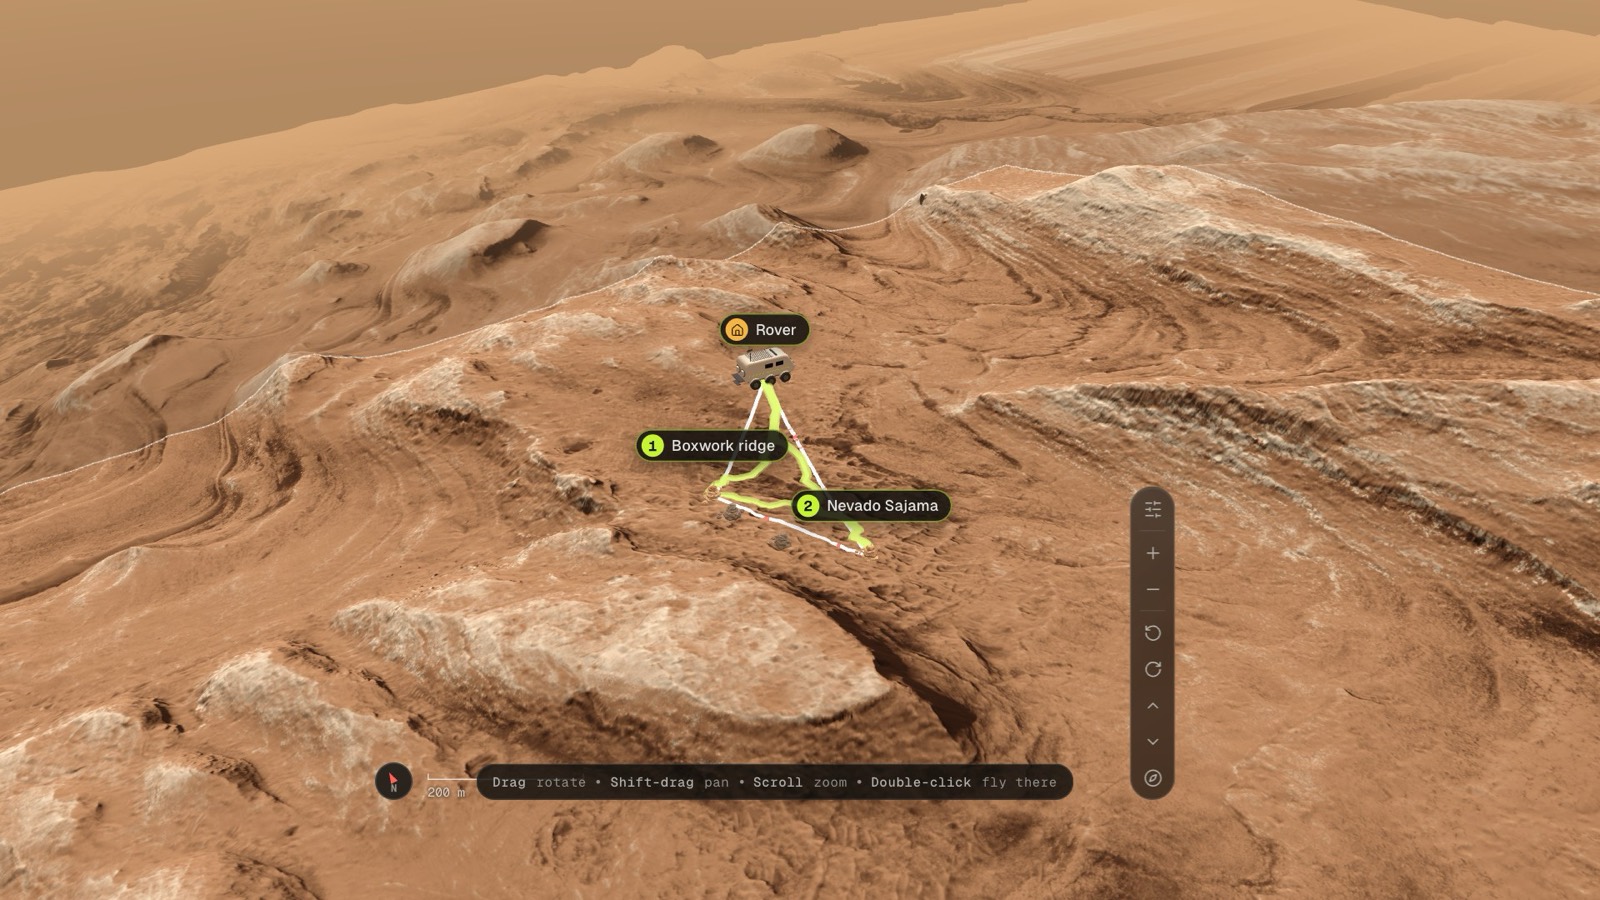 Rover
1 Boxwork ridge
2 Nevado Sajama
N
200 m
Drag rotate • Shift-drag pan • Scroll zoom • Double-click fly there